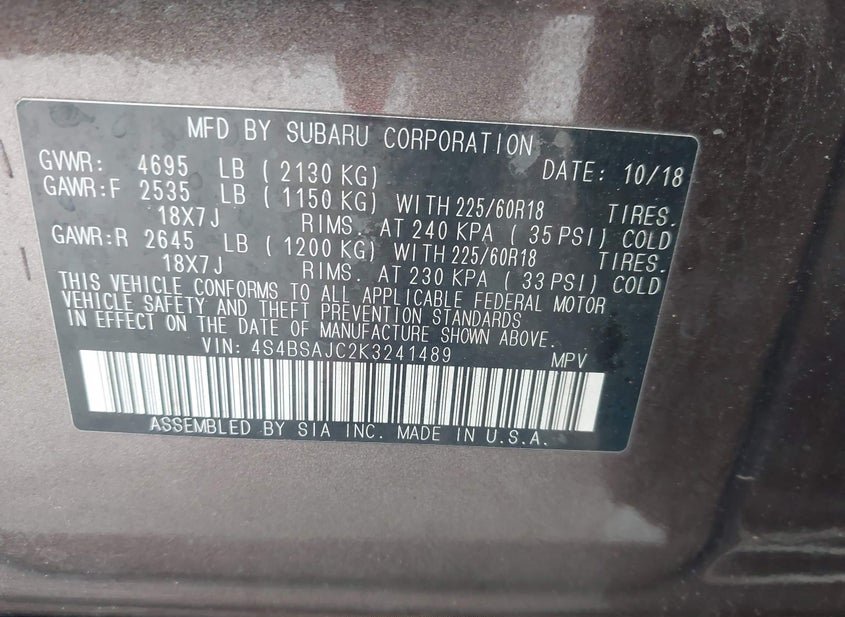 MFD BY SUBARU CORPORATION
GVWR: 4695 LB ( 2130 KG) DATE: 10/18
GAWR:F 2535 LB ( 1150 KG) WITH 225/60R18 TIRES.
18X7J RIMS. AT 240 KPA ( 35 PSI) COLD
GAWR:R 2645 LB ( 1200 KG) WITH 225/60R18 TIRES.
18X7J RIMS. AT 230 KPA ( 33 PSI) COLD
THIS VEHICLE CONFORMS TO ALL APPLICABLE FEDERAL MOTOR
VEHICLE SAFETY AND THEFT PREVENTION STANDARDS
IN EFFECT ON THE DATE OF MANUFACTURE SHOWN ABOVE.
VIN: 4S4BSAJC2K3241489 MPV
ASSEMBLED BY SIA INC. MADE IN U.S.A.